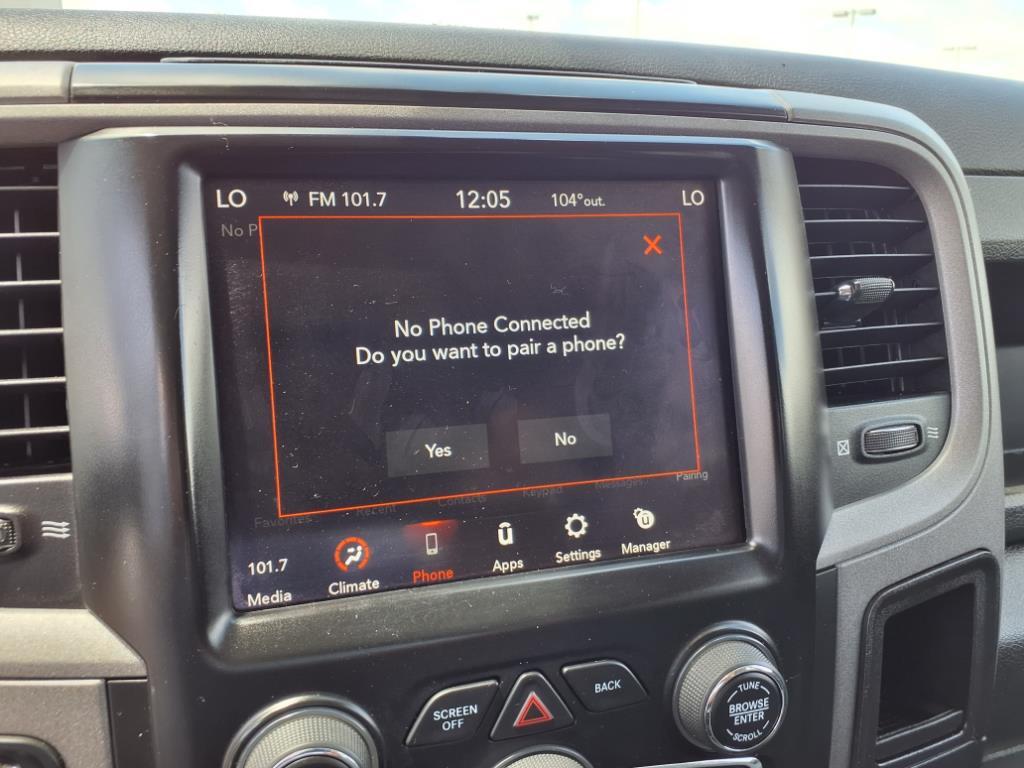 LO FM 101.7 12:05 104°out. LO
No P
No Phone Connected
Do you want to pair a phone?
Yes No
Favorites Recent Contacts Keypad Messages Pairing
101.7
Media Climate Phone Apps Settings Manager
SCREEN
OFF
BACK
TUNE
BROWSE
ENTER
SCROLL